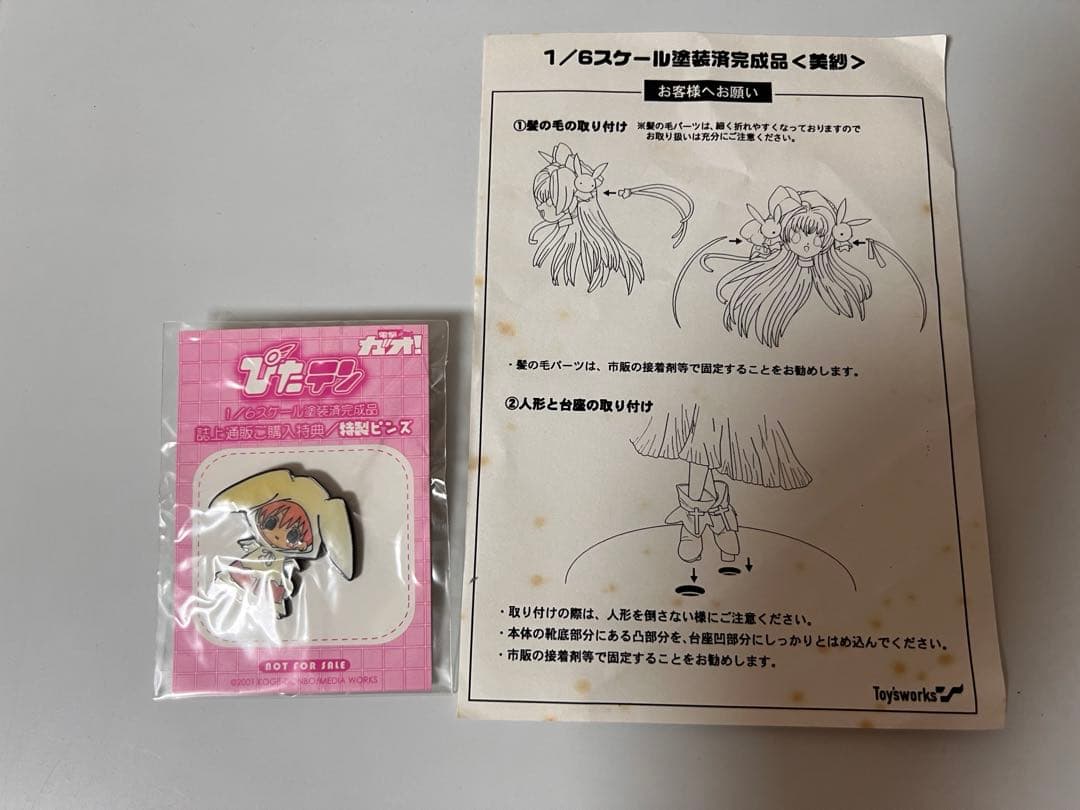 電撃
ガオ!
ぴたテン
1/6スケール塗装済完成品
誌上通販ご購入特典/特製ピンズ
NOT FOR SALE
©2001 KOGE-DONBO/MEDIA WORKS
1/6スケール塗装済完成品<美紗>
お客様へお願い
①髪の毛の取り付け ※髪の毛パーツは、細く折れやすくなっておりますので
お取り扱いは充分にご注意ください。
・髪の毛パーツは、市販の接着剤等で固定することをお勧めします。
②人形と台座の取り付け
・取り付けの際は、人形を倒さない様にご注意ください。
・本体の靴底部分にある凸部分を、台座凹部分にしっかりとはめ込んでください。
・市販の接着剤等で固定することをお勧めします。
Toy'sworks